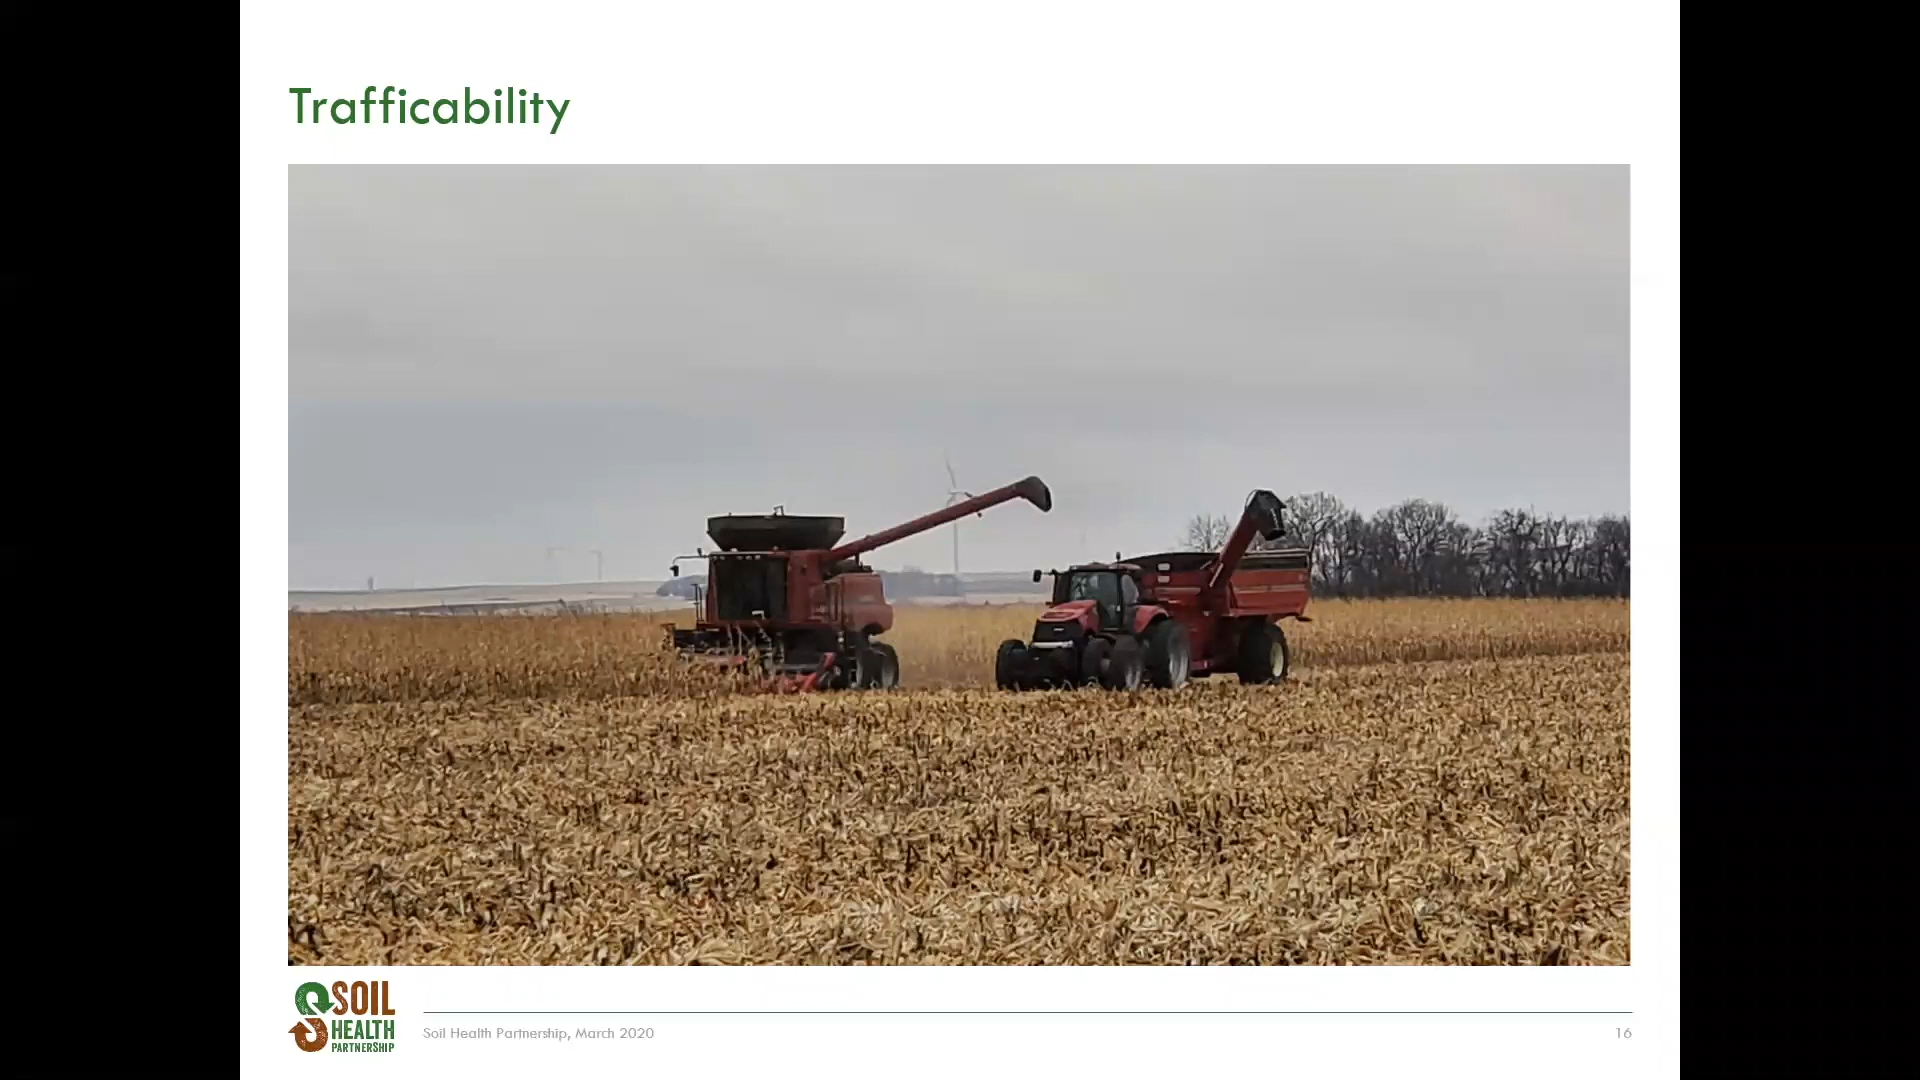 Trafficability
SOIL
HEALTH
PARTNERSHIP
Soil Health Partnership, March 2020
16